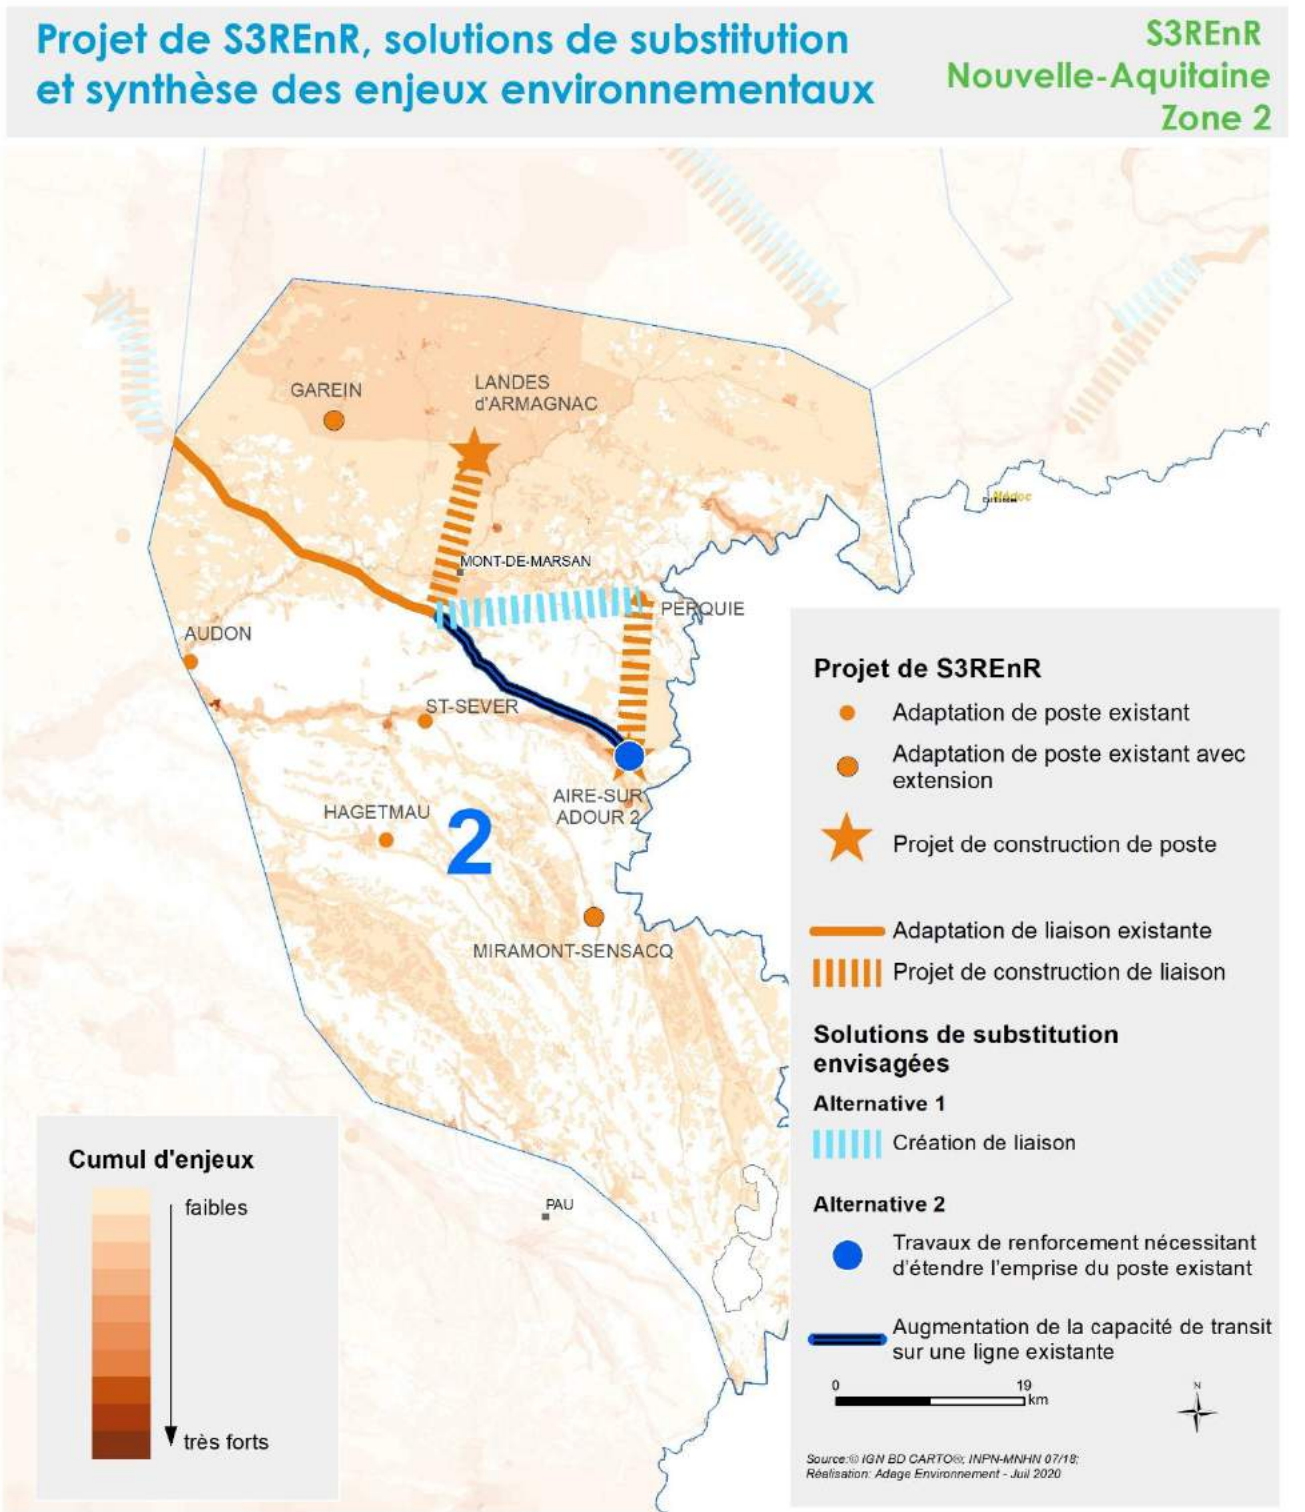 Projet de S3REnR, solutions de substitution
et synthèse des enjeux environnementaux
S3REnR
Nouvelle-Aquitaine
Zone 2
GAREIN
LANDES
d'ARMAGNAC
MONT-DE-MARSAN
PERQUIE
AUDON
ST-SEVER
AIRE-SUR
ADOUR 2
HAGETMAU
2
MIRAMONT-SENSACQ
PAU
Cumul d'enjeux
faibles
très forts
Projet de S3REnR
Adaptation de poste existant
Adaptation de poste existant avec
extension
Projet de construction de poste
Adaptation de liaison existante
Projet de construction de liaison
Solutions de substitution
envisagées
Alternative 1
Création de liaison
Alternative 2
Travaux de renforcement nécessitant
d'étendre l'emprise du poste existant
Augmentation de la capacité de transit
sur une ligne existante
0 19
km
N
Source:© IGN BD CARTO®; INPN-MNHN 07/18;
Réalisation: Adage Environnement - Juil 2020